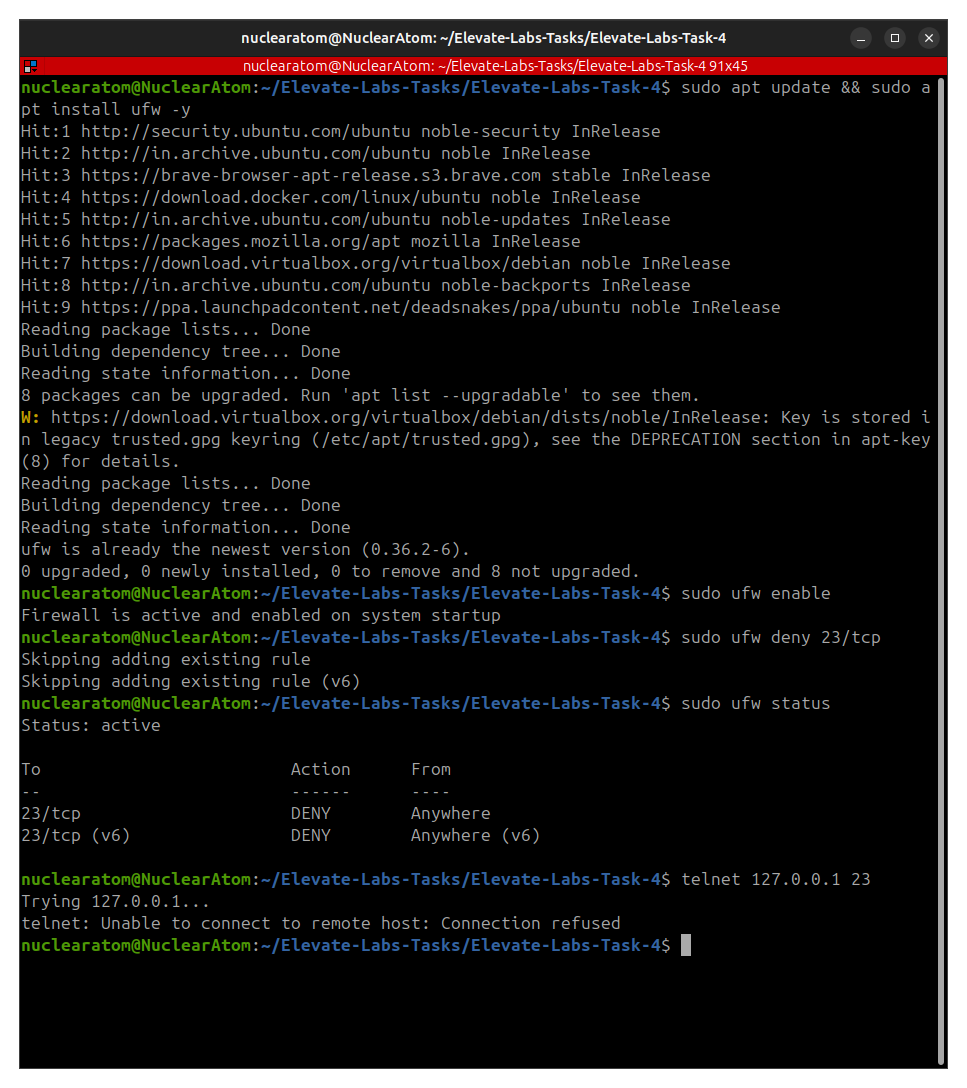 nuclearatom@NuclearAtom: ~/Elevate-Labs-Tasks/Elevate-Labs-Task-4
nuclearatom@NuclearAtom: ~/Elevate-Labs-Tasks/Elevate-Labs-Task-4 91x45
nuclearatom@NuclearAtom:~/Elevate-Labs-Tasks/Elevate-Labs-Task-4$ sudo apt update && sudo a
pt install ufw -y
Hit:1 http://security.ubuntu.com/ubuntu noble-security InRelease
Hit:2 http://in.archive.ubuntu.com/ubuntu noble InRelease
Hit:3 https://brave-browser-apt-release.s3.brave.com stable InRelease
Hit:4 https://download.docker.com/linux/ubuntu noble InRelease
Hit:5 http://in.archive.ubuntu.com/ubuntu noble-updates InRelease
Hit:6 https://packages.mozilla.org/apt mozilla InRelease
Hit:7 https://download.virtualbox.org/virtualbox/debian noble InRelease
Hit:8 http://in.archive.ubuntu.com/ubuntu noble-backports InRelease
Hit:9 https://ppa.launchpadcontent.net/deadsnakes/ppa/ubuntu noble InRelease
Reading package lists... Done
Building dependency tree... Done
Reading state information... Done
8 packages can be upgraded. Run 'apt list --upgradable' to see them.
W: https://download.virtualbox.org/virtualbox/debian/dists/noble/InRelease: Key is stored i
n legacy trusted.gpg keyring (/etc/apt/trusted.gpg), see the DEPRECATION section in apt-key
(8) for details.
Reading package lists... Done
Building dependency tree... Done
Reading state information... Done
ufw is already the newest version (0.36.2-6).
0 upgraded, 0 newly installed, 0 to remove and 8 not upgraded.
nuclearatom@NuclearAtom:~/Elevate-Labs-Tasks/Elevate-Labs-Task-4$ sudo ufw enable
Firewall is active and enabled on system startup
nuclearatom@NuclearAtom:~/Elevate-Labs-Tasks/Elevate-Labs-Task-4$ sudo ufw deny 23/tcp
Skipping adding existing rule
Skipping adding existing rule (v6)
nuclearatom@NuclearAtom:~/Elevate-Labs-Tasks/Elevate-Labs-Task-4$ sudo ufw status
Status: active
To                         Action      From
--                         ------      ----
23/tcp                     DENY        Anywhere
23/tcp (v6)                DENY        Anywhere (v6)
nuclearatom@NuclearAtom:~/Elevate-Labs-Tasks/Elevate-Labs-Task-4$ telnet 127.0.0.1 23
Trying 127.0.0.1...
telnet: Unable to connect to remote host: Connection refused
nuclearatom@NuclearAtom:~/Elevate-Labs-Tasks/Elevate-Labs-Task-4$